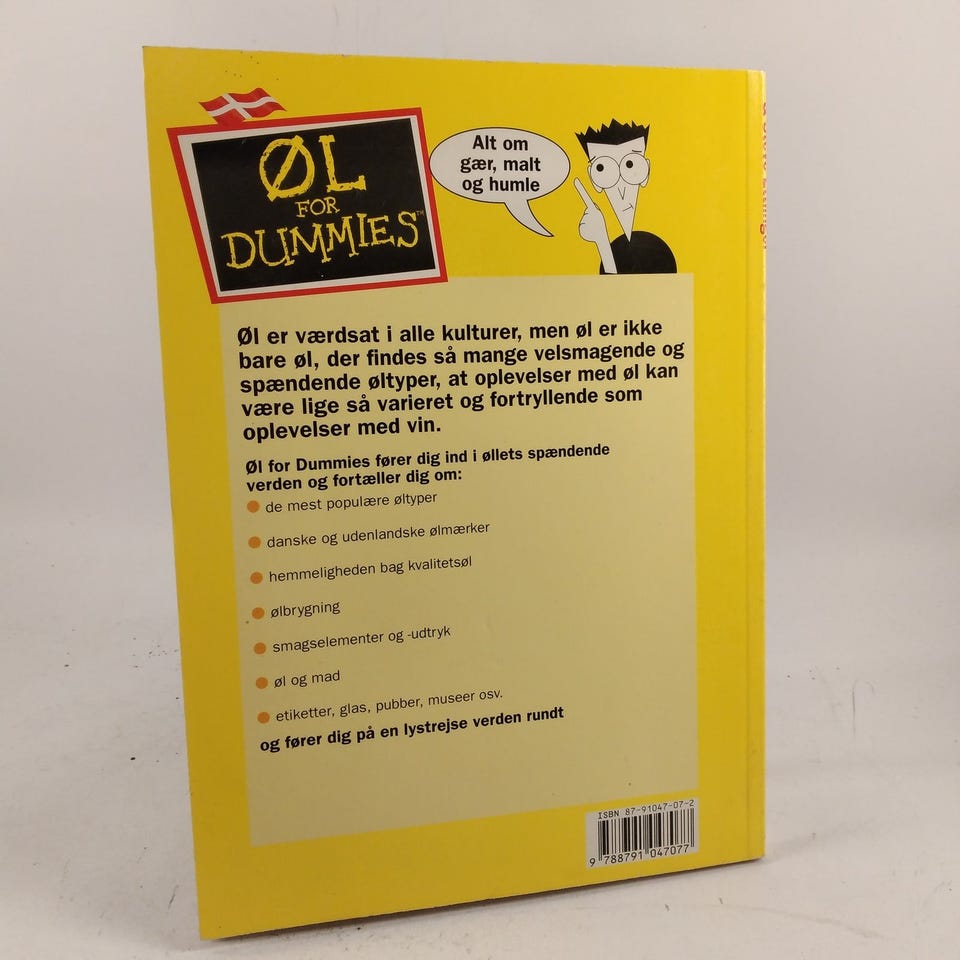 ØL
FOR
DUMMIES™
Alt om
gær, malt
og humle
Øl er værdsat i alle kulturer, men øl er ikke
bare øl, der findes så mange velsmagende og
spændende øltyper, at oplevelser med øl kan
være lige så varieret og fortryllende som
oplevelser med vin.
Øl for Dummies fører dig ind i øllets spændende
verden og fortæller dig om:
de mest populære øltyper
danske og udenlandske ølmærker
hemmeligheden bag kvalitetsøl
ølbrygning
smagselementer og -udtryk
øl og mad
etiketter, glas, pubber, museer osv.
og fører dig på en lystrejse verden rundt
ISBN 87-91047-07-2
9 788791 047077